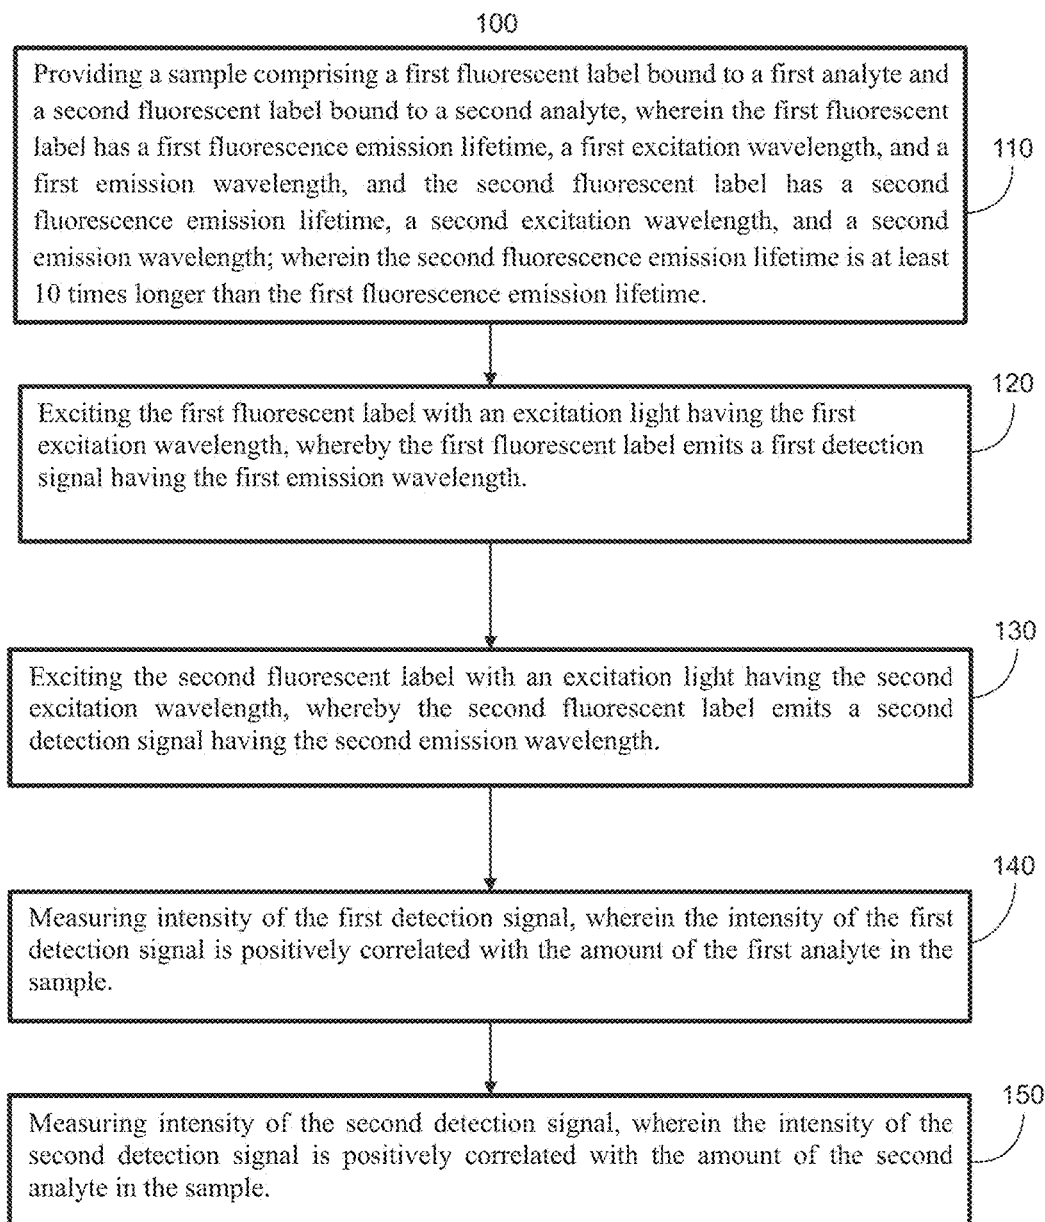 100
Providing a sample comprising a first fluorescent label bound to a first analyte and
a second fluorescent label bound to a second analyte, wherein the first fluorescent
label has a first fluorescence emission lifetime, a first excitation wavelength, and a
first emission wavelength, and the second fluorescent label has a second
fluorescence emission lifetime, a second excitation wavelength, and a second
emission wavelength; wherein the second fluorescence emission lifetime is at least
10 times longer than the first fluorescence emission lifetime.
110
Exciting the first fluorescent label with an excitation light having the first
excitation wavelength, whereby the first fluorescent label emits a first detection
signal having the first emission wavelength.
120
Exciting the second fluorescent label with an excitation light having the second
excitation wavelength, whereby the second fluorescent label emits a second
detection signal having the second emission wavelength.
130
Measuring intensity of the first detection signal, wherein the intensity of the first
detection signal is positively correlated with the amount of the first analyte in the
sample.
140
Measuring intensity of the second detection signal, wherein the intensity of the
second detection signal is positively correlated with the amount of the second
analyte in the sample.
150